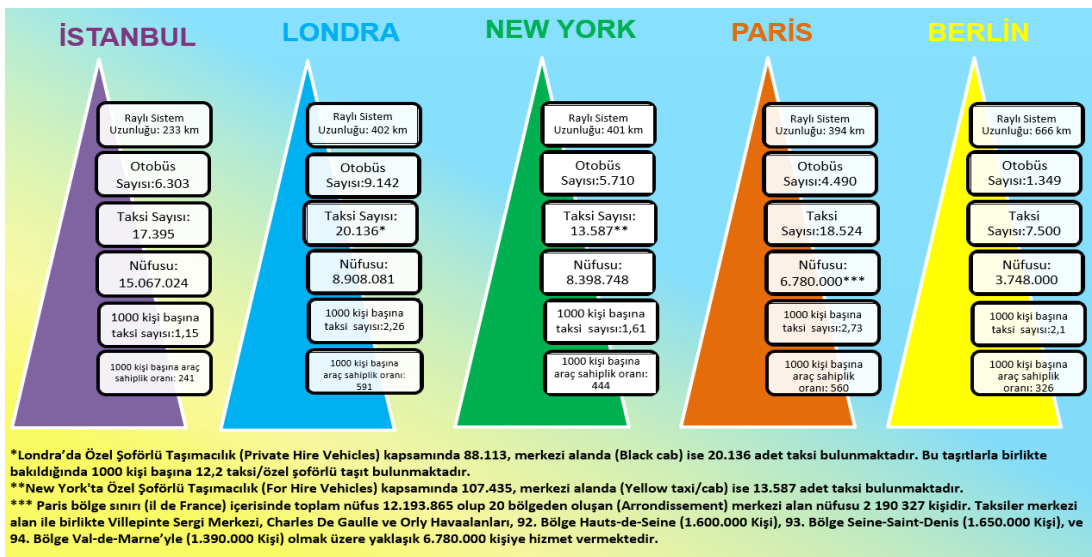 İSTANBUL
Raylı Sistem
Uzunluğu: 233 km
Otobüs
Sayısı:6.303
Taksi Sayısı:
17.395
Nüfusu:
15.067.024
1000 kişi başına
taksi sayısı:1,15
1000 kişi başına araç
sahiplik oranı: 241
LONDRA
Raylı Sistem
Uzunluğu: 402 km
Otobüs
Sayısı:9.142
Taksi Sayısı:
20.136*
Nüfusu:
8.908.081
1000 kişi başına
taksi sayısı:2,26
1000 kişi başına
araç sahiplik oranı:
591
NEW YORK
Raylı Sistem
Uzunluğu: 401 km
Otobüs
Sayısı:5.710
Taksi Sayısı:
13.587**
Nüfusu:
8.398.748
1000 kişi başına
taksi sayısı:1,61
1000 kişi başına
araç sahiplik oranı:
444
PARİS
Raylı Sistem
Uzunluğu: 394 km
Otobüs
Sayısı:4.490
Taksi
Sayısı:18.524
Nüfusu:
6.780.000***
1000 kişi başına
taksi sayısı:2,73
1000 kişi başına
araç sahiplik
oranı: 560
BERLİN
Raylı Sistem
Uzunluğu: 666 km
Otobüs
Sayısı:1.349
Taksi
Sayısı:7.500
Nüfusu:
3.748.000
1000 kişi başına
taksi sayısı:2,1
1000 kişi başına
araç sahiplik
oranı: 326
*Londra'da Özel Şoförlü Taşımacılık (Private Hire Vehicles) kapsamında 88.113, merkezi alanda (Black cab) ise 20.136 adet taksi bulunmaktadır. Bu taşıtlarla birlikte
bakıldığında 1000 kişi başına 12,2 taksi/özel şoförlü taşıt bulunmaktadır.
**New York'ta Özel Şoförlü Taşımacılık (For Hire Vehicles) kapsamında 107.435, merkezi alanda (Yellow taxi/cab) ise 13.587 adet taksi bulunmaktadır.
*** Paris bölge sınırı (il de France) içerisinde toplam nüfus 12.193.865 olup 20 bölgeden oluşan (Arrondissement) merkezi alan nüfusu 2 190 327 kişidir. Taksiler merkezi
alan ile birlikte Villepinte Sergi Merkezi, Charles De Gaulle ve Orly Havaalanları, 92. Bölge Hauts-de-Seine (1.600.000 Kişi), 93. Bölge Seine-Saint-Denis (1.650.000 Kişi), ve
94. Bölge Val-de-Marne'yle (1.390.000 Kişi) olmak üzere yaklaşık 6.780.000 kişiye hizmet vermektedir.